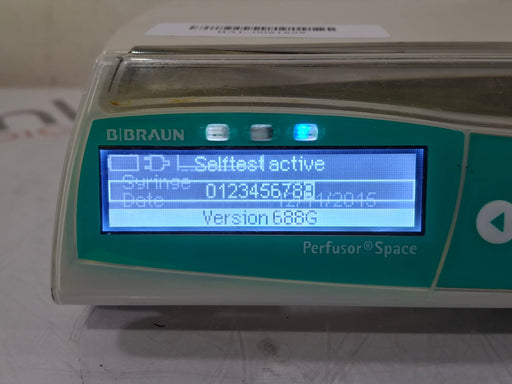 B|BRAUN
Selftest active
Syringe
0123456789
Date 12/11/2015
Version 688G
Perfusor®Space